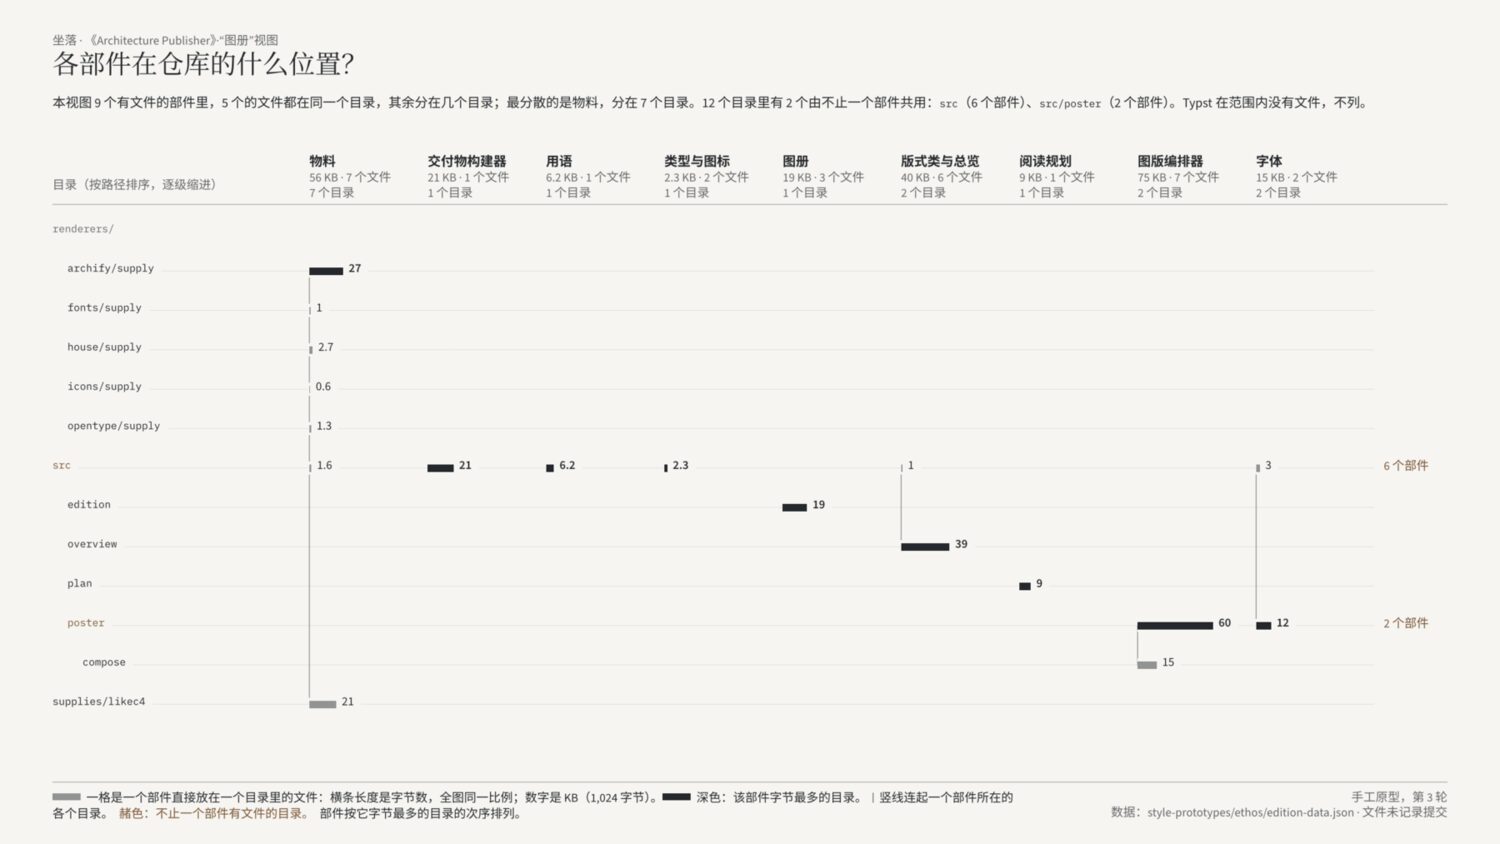 坐落 · 《Architecture Publisher》·“图册”视图
各部件在仓库的什么位置？
本视图 9 个有文件的部件里，5 个的文件都在同一个目录，其余分在几个目录；最分散的是物料，分在 7 个目录。12 个目录里有 2 个由不止一个部件共用：src（6 个部件）、src/poster（2 个部件）。Typst 在范围内没有文件，不列。
目录（按路径排序，逐级缩进）
物料
56 KB · 7 个文件
7 个目录
交付物构建器
21 KB · 1 个文件
1 个目录
用语
6.2 KB · 1 个文件
1 个目录
类型与图标
2.3 KB · 2 个文件
1 个目录
图册
19 KB · 3 个文件
1 个目录
版式类与总览
40 KB · 6 个文件
2 个目录
阅读规划
9 KB · 1 个文件
1 个目录
图版编排器
75 KB · 7 个文件
2 个目录
字体
15 KB · 2 个文件
2 个目录
renderers/
archify/supply 27
fonts/supply 1
house/supply 2.7
icons/supply 0.6
opentype/supply 1.3
src 1.6 21 6.2 2.3 1 3 6 个部件
edition 19
overview 39
plan 9
poster 60 12 2 个部件
compose 15
supplies/likec4 21
一格是一个部件直接放在一个目录里的文件：横条长度是字节数，全图同一比例；数字是 KB（1,024 字节）。 深色：该部件字节最多的目录。 竖线连起一个部件所在的
各个目录。 赭色：不止一个部件有文件的目录。 部件按它字节最多的目录的次序排列。
手工原型，第 3 轮
数据：style-prototypes/ethos/edition-data.json · 文件未记录提交